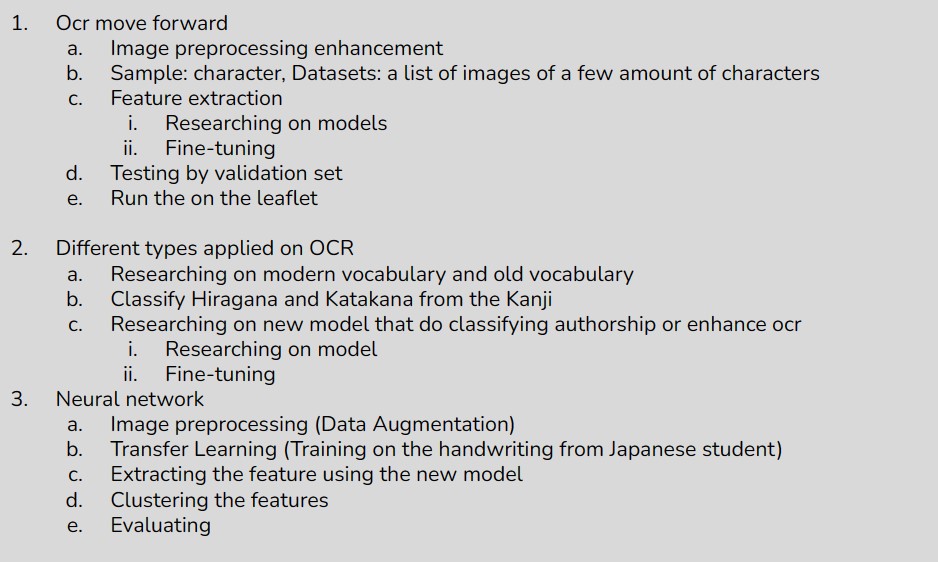 1. Ocr move forward
a. Image preprocessing enhancement
b. Sample: character, Datasets: a list of images of a few amount of characters
c. Feature extraction
i. Researching on models
ii. Fine-tuning
d. Testing by validation set
e. Run the on the leaflet
2. Different types applied on OCR
a. Researching on modern vocabulary and old vocabulary
b. Classify Hiragana and Katakana from the Kanji
c. Researching on new model that do classifying authorship or enhance ocr
i. Researching on model
ii. Fine-tuning
3. Neural network
a. Image preprocessing (Data Augmentation)
b. Transfer Learning (Training on the handwriting from Japanese student)
c. Extracting the feature using the new model
d. Clustering the features
e. Evaluating